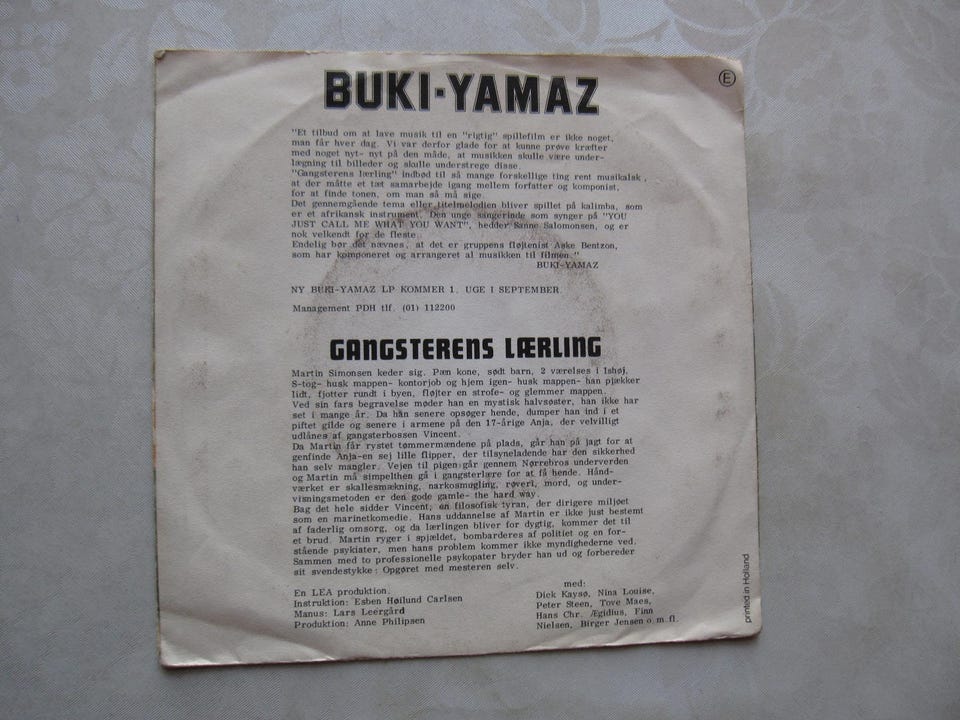 BUKI-YAMAZ
Ⓔ
"Et tilbud om at lave musik til en "rigtig" spillefilm er ikke noget,
man får hver dag. Vi var derfor glade for at kunne prøve kræfter
med noget nyt- nyt på den måde, at musikken skulle være under-
lægning til billeder og skulle understrege disse.
"Gangsterens lærling" indbød til så mange forskellige ting rent musikalsk,
at der måtte et tæt samarbejde igang mellem forfatter og komponist,
for at finde tonen, om man så må sige.
Det gennemgående tema eller titelmelodien bliver spillet på kalimba, som
er et afrikansk instrument. Den unge sangerinde som synger på "YOU
JUST CALL ME WHAT YOU WANT", hedder Sanne Salomonsen, og er
nok velkendt for de fleste.
Endelig bør det nævnes, at det er gruppens fløjtenist Aske Bentzon,
som har komponeret og arrangeret al musikken til filmen."
BUKI-YAMAZ
NY BUKI-YAMAZ LP KOMMER 1. UGE I SEPTEMBER
Management PDH tlf. (01) 112200
GANGSTERENS LÆRLING
Martin Simonsen keder sig. Pæn kone, sødt barn, 2 værelses i Ishøj,
S-tog- husk mappen- kontorjob og hjem igen- husk mappen- han pjækker
lidt, fjotter rundt i byen, fløjter en strofe- og glemmer mappen.
Ved sin fars begravelse møder han en mystisk halvsøster, han ikke har
set i mange år. Da han senere opsøger hende, dumper han ind i et
piftet gilde og senere i armene på den 17-årige Anja, der velvilligt
udlånes af gangsterbossen Vincent.
Da Martin får rystet tømmermændene på plads, går han på jagt for at
genfinde Anja-en sej lille flipper, der tilsyneladende har den sikkerhed
han selv mangler. Vejen til pigen går gennem Nørrebros underverden
og Martin må simpelthen gå i gangsterlære for at få hende. Hånd-
værket er skallesmækning, narkosmugling, røveri, mord, og under-
visningsmetoden er den gode gamle- the hard way.
Bag det hele sidder Vincent, en filosofisk tyran, der dirigere miljøet
som en marinetkomedie. Hans uddannelse af Martin er ikke just bestemt
af faderlig omsorg, og da lærlingen bliver for dygtig, kommer det til
et brud. Martin ryger i spjældet, bombarderes af politiet og en for-
stående psykiater, men hans problem kommer ikke myndighederne ved.
Sammen med to professionelle psykopater bryder han ud og forbereder
sit svendestykke: Opgøret med mesteren selv.
En LEA produktion.
Instruktion: Esben Høilund Carlsen
Manus: Lars Leergård
Produktion: Anne Philipsen
med:
Dick Kaysø, Nina Louise,
Peter Steen, Tove Maes,
Hans Chr. Ægidius, Finn
Nielsen, Birger Jensen o.m.fl.
printed in Holland